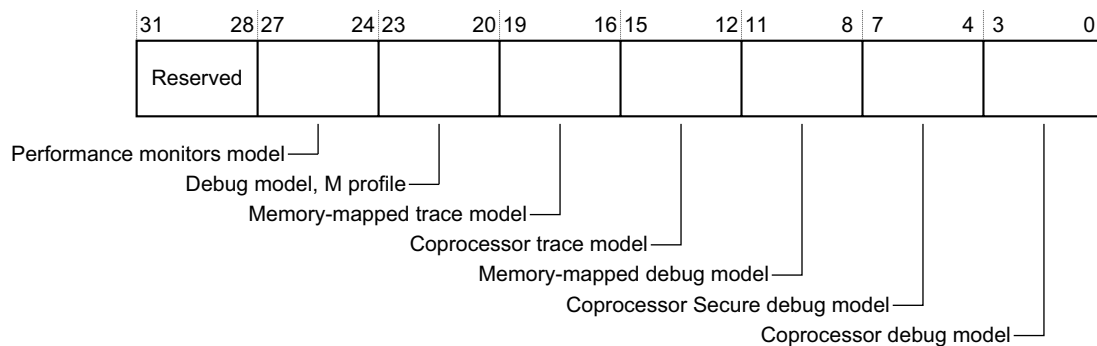 31 28 27 24 23 20 19 16 15 12 11 8 7 4 3 0
Reserved
Performance monitors model
Debug model, M profile
Memory-mapped trace model
Coprocessor trace model
Memory-mapped debug model
Coprocessor Secure debug model
Coprocessor debug model